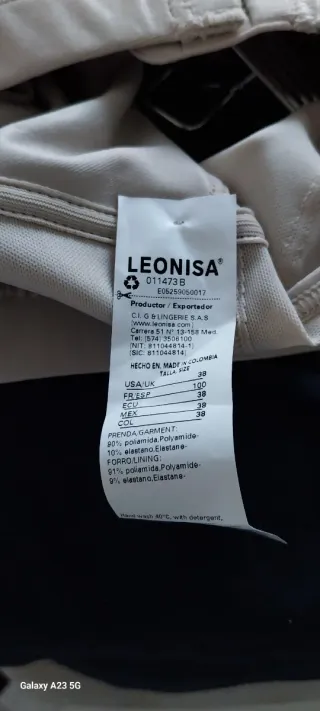 LEONISA®
011473B
E05259050017
Productor / Exportador
C.I. G & LINGERIE S.A.S
(www.leonisa.com)
Carrera 51 N° 13-158 Med.
Tel: (574) 3506100
(NIT: 811044814-1)
(SIC: 811044814)
HECHO EN, MADE IN COLOMBIA
TALLA, SIZE
USA/UK 38
FR/ESP 100
ECU 38
MEX 38
COL 38
PRENDA/GARMENT:
90% poliamida,Polyamide-
10% elastano,Elastane-
FORRO/LINING:
91% poliamida,Polyamide-
9% elastano,Elastane-
Hand wash 40°C, with detergent,
Galaxy A23 5G